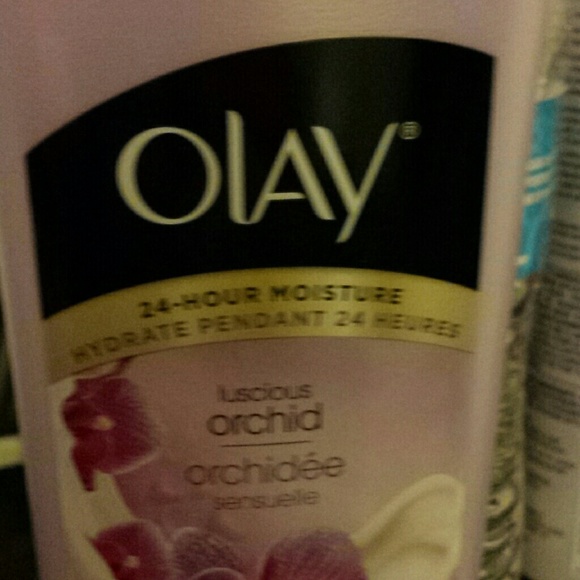 OLAY®
24-HOUR MOISTURE
HYDRATE PENDANT 24 HEURES
luscious
orchid
orchidée
sensuelle